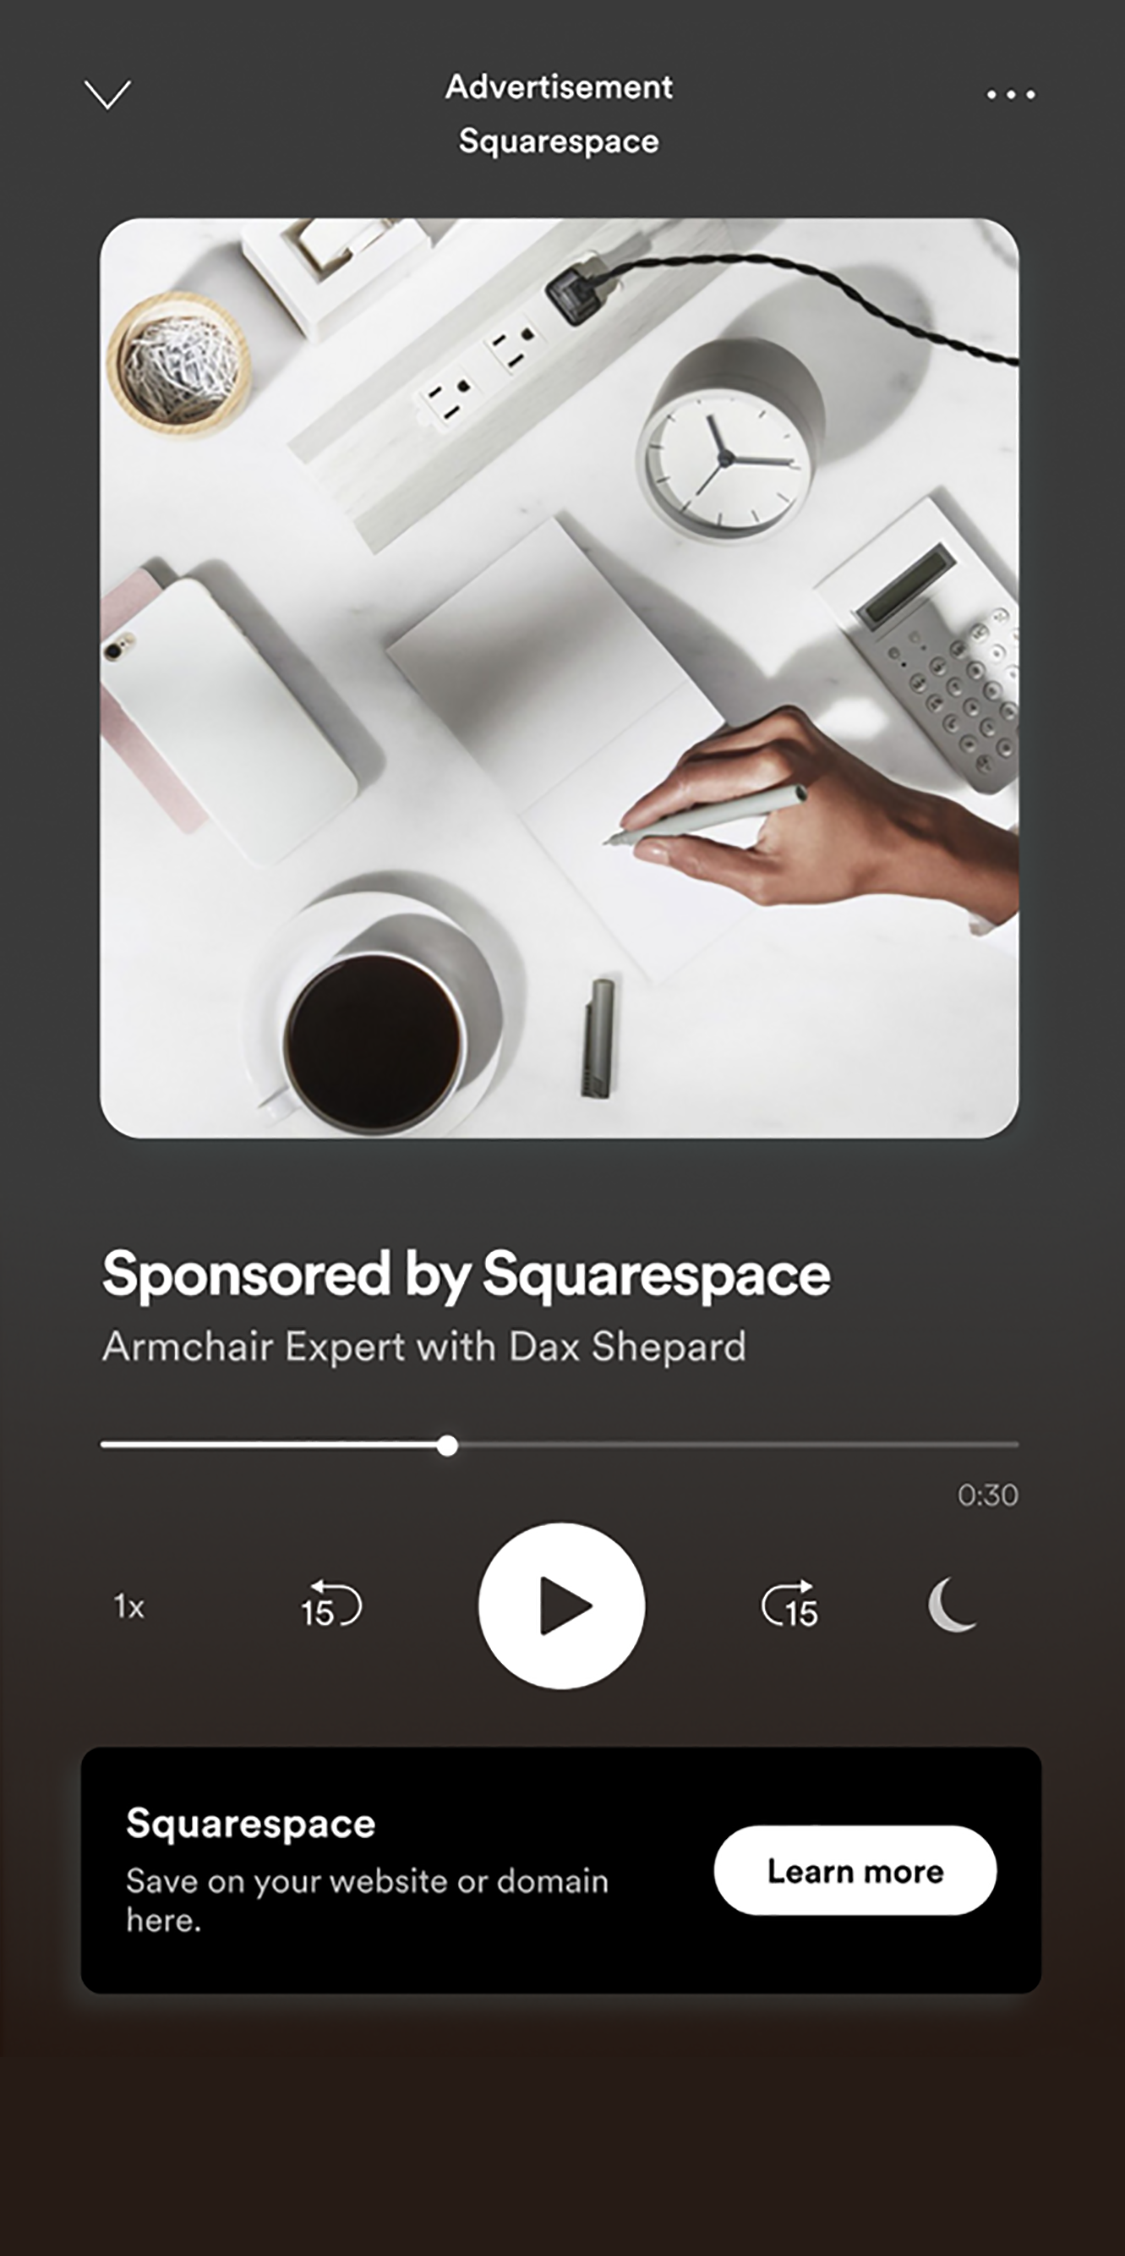 Advertisement
Squarespace
Sponsored by Squarespace
Armchair Expert with Dax Shepard
0:30
1x
15
15
Squarespace
Save on your website or domain
here.
Learn more